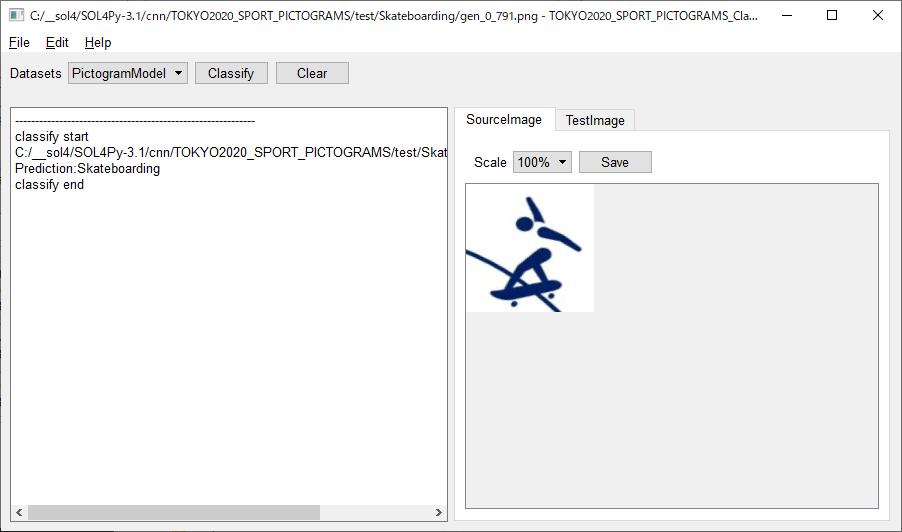 C:/__sol4/SOL4Py-3.1/cnn/TOKYO2020_SPORT_PICTOGRAMS/test/Skateboarding/gen_0_791.png - TOKYO2020_SPORT_PICTOGRAMS_Cla...
File Edit Help
Datasets PictogramModel Classify Clear
------------------------------------------------------------
classify start
C:/__sol4/SOL4Py-3.1/cnn/TOKYO2020_SPORT_PICTOGRAMS/test/Skat
Prediction:Skateboarding
classify end
SourceImage TestImage
Scale 100% Save